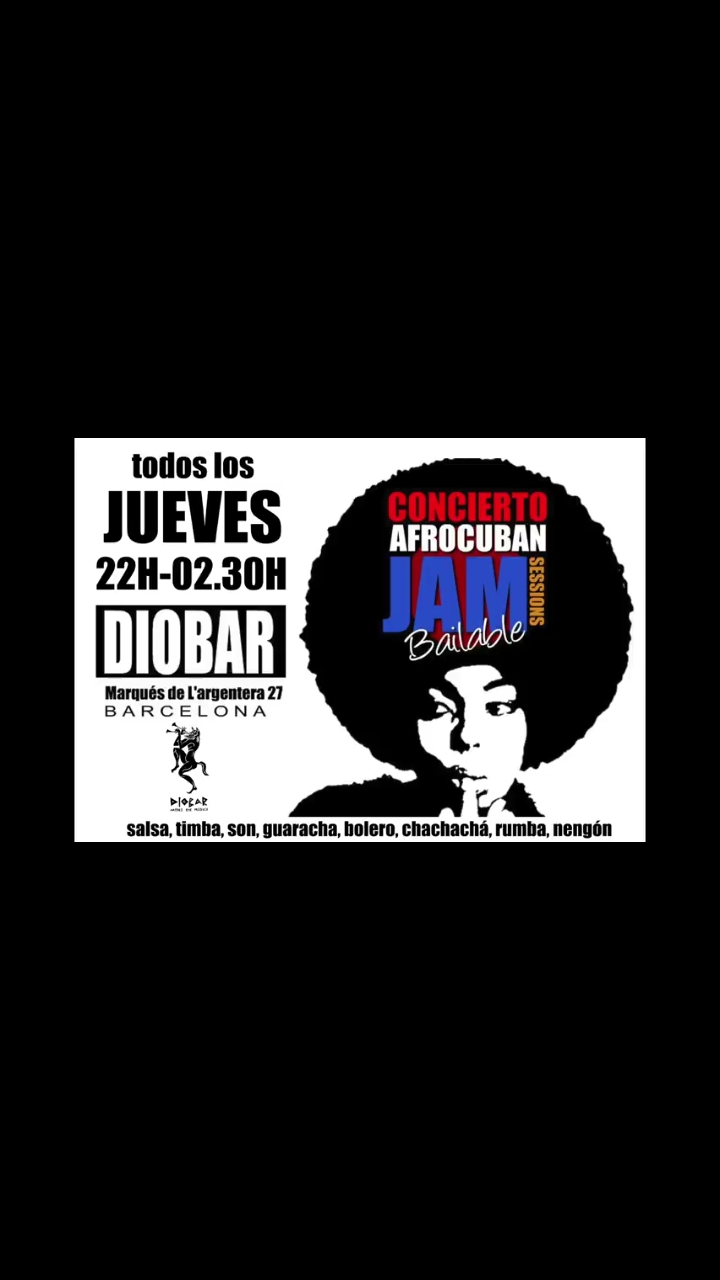 todos los
JUEVES
22H-02.30H
DIOBAR
Marqués de L'argentera 27
BARCELONA
DIOBAR
CONCIERTO
AFROCUBAN
JAM
SESSIONS
Bailable
salsa, timba, son, guaracha, bolero, chachachá, rumba, nengón